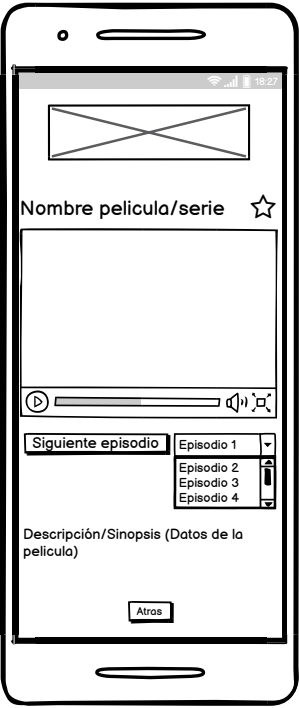 18:27
Nombre pelicula/serie
Siguiente episodio
Episodio 1
Episodio 2
Episodio 3
Episodio 4
Descripción/Sinopsis (Datos de la
pelicula)
Atras